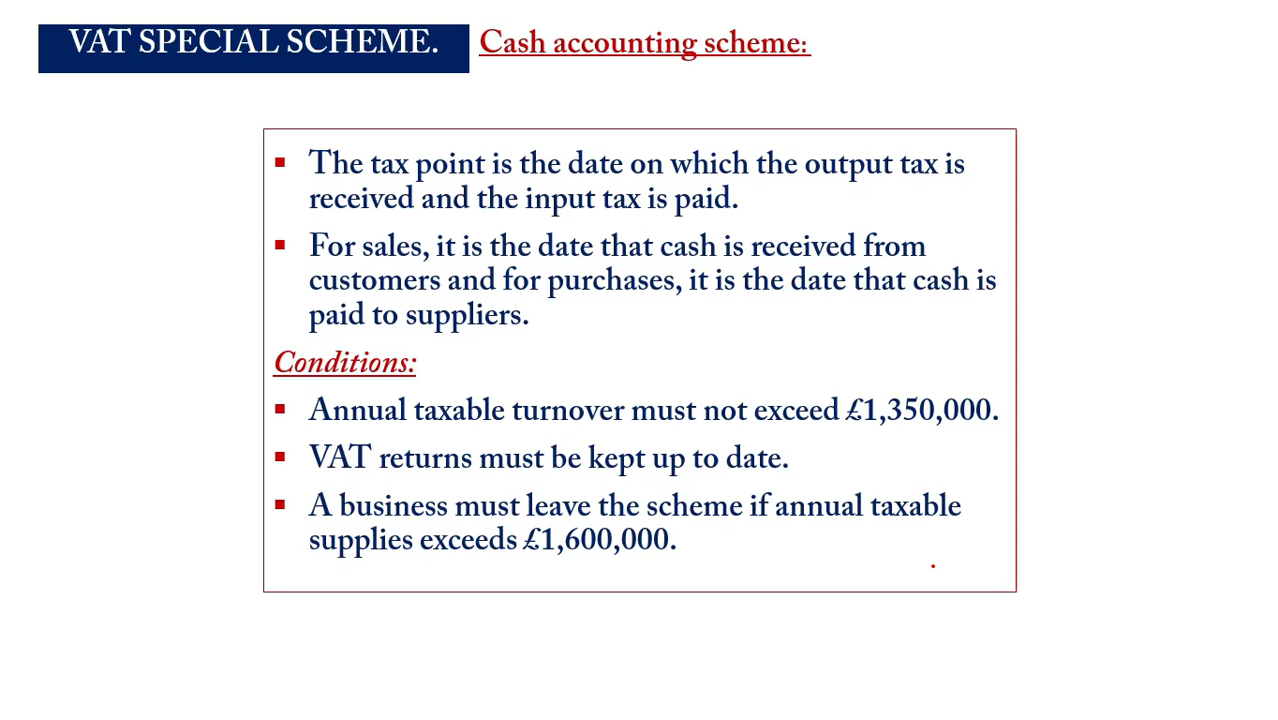 VAT SPECIAL SCHEME. Cash accounting scheme:
▪ The tax point is the date on which the output tax is
received and the input tax is paid.
▪ For sales, it is the date that cash is received from
customers and for purchases, it is the date that cash is
paid to suppliers.
Conditions:
▪ Annual taxable turnover must not exceed £1,350,000.
▪ VAT returns must be kept up to date.
▪ A business must leave the scheme if annual taxable
supplies exceeds £1,600,000.